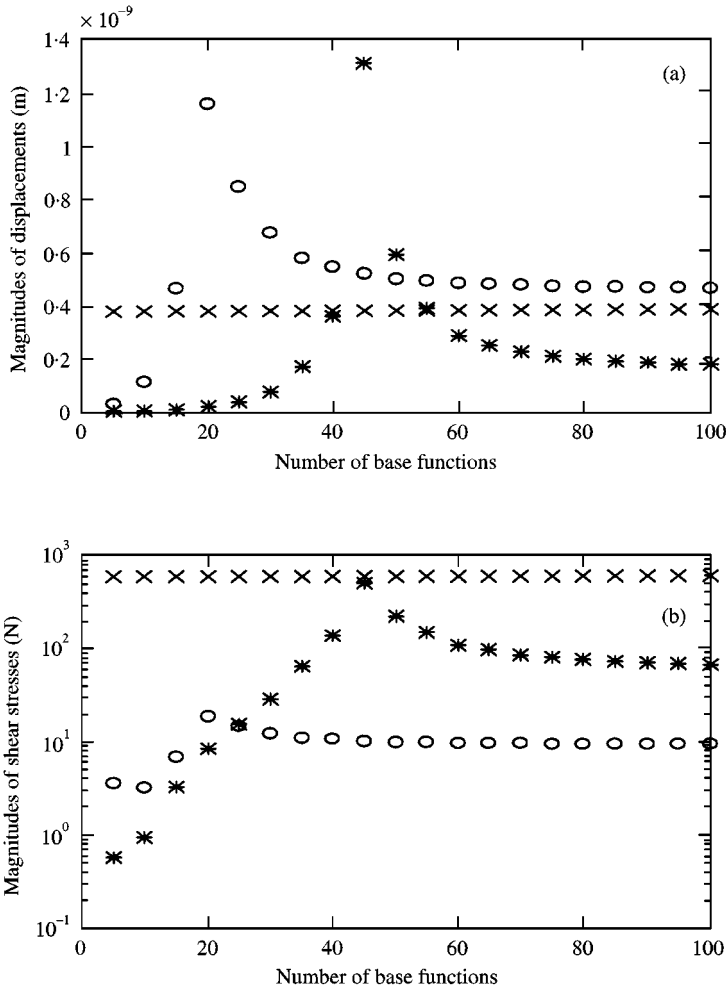 × 10⁻⁹
1·4
1·2
1
0·8
0·6
0·4
0·2
0
Magnitudes of displacements (m)
(a)
0 20 40 60 80 100
Number of base functions
10³
10²
10¹
10⁰
10⁻¹
Magnitudes of shear stresses (N)
(b)
0 20 40 60 80 100
Number of base functions